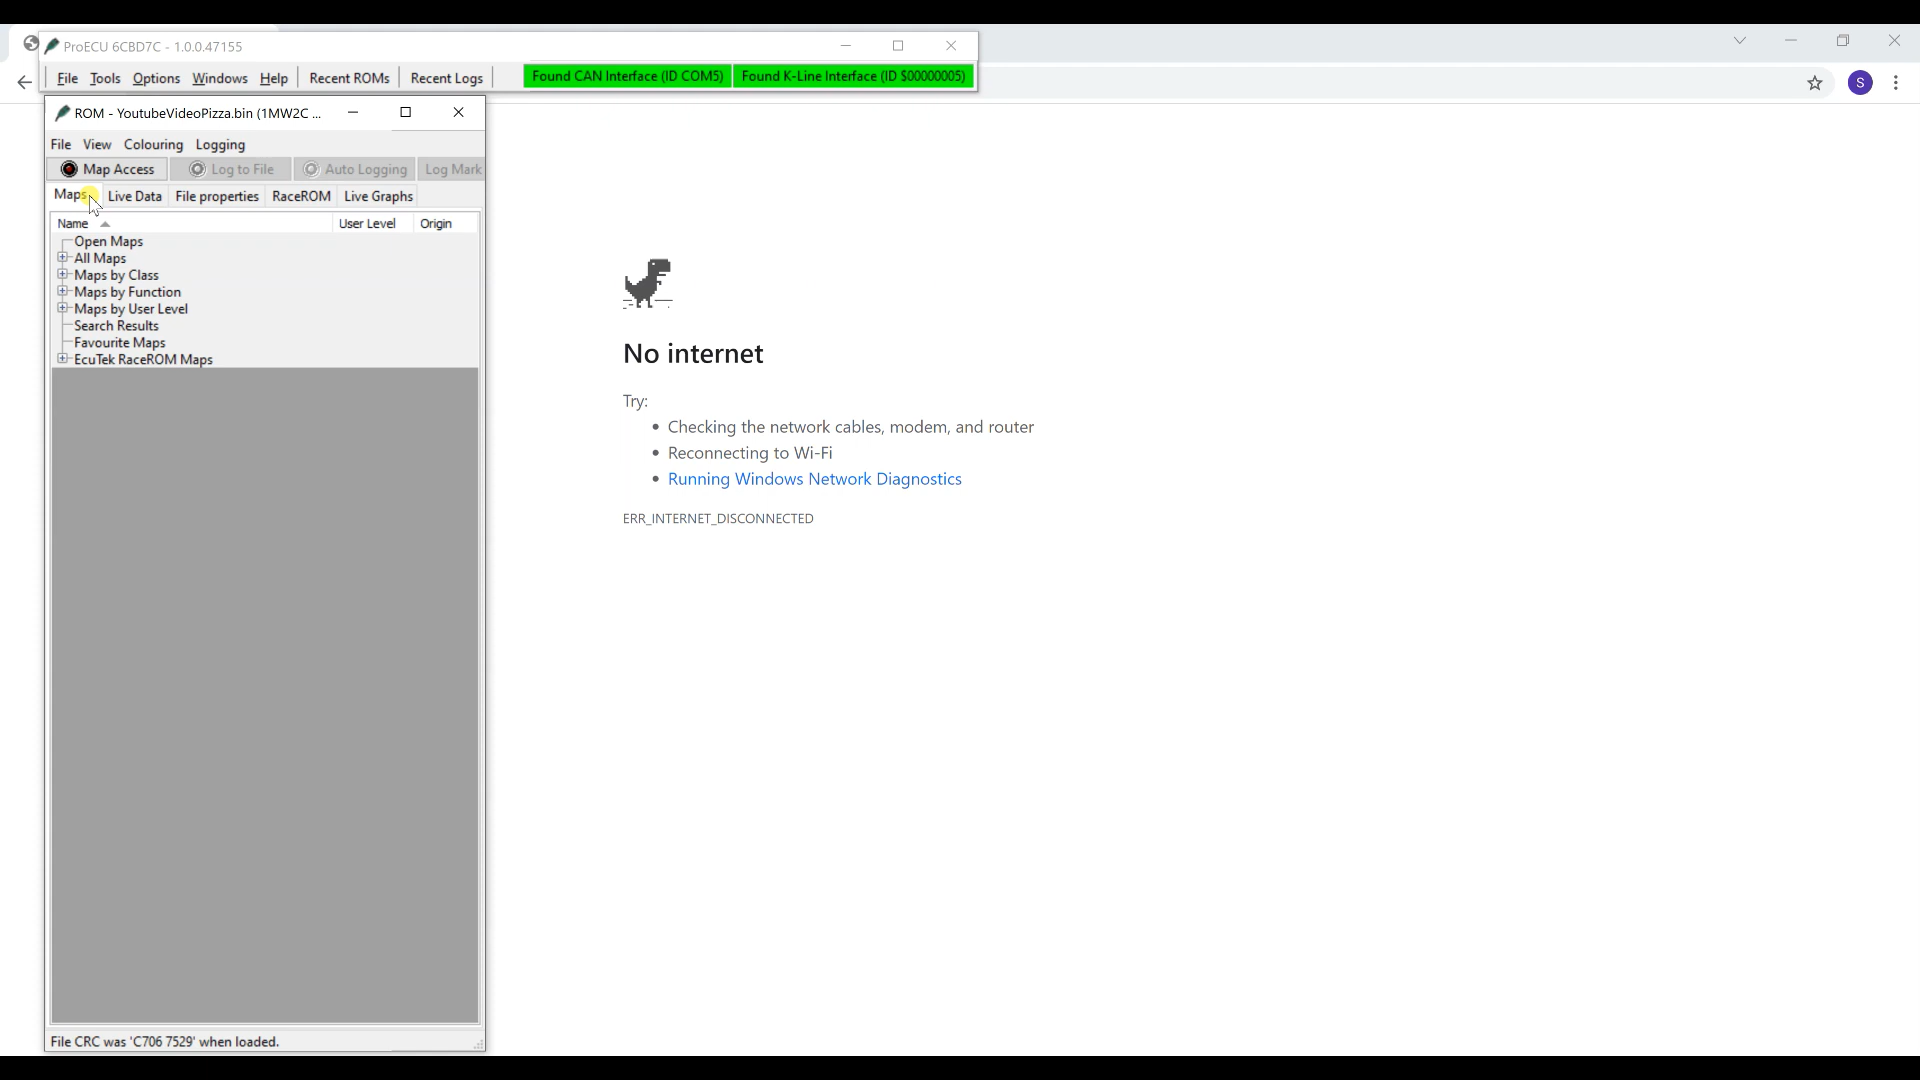 ProECU 6CBD7C - 1.0.0.47155
File Tools Options Windows Help Recent ROMs Recent Logs Found CAN Interface (ID COM5) Found K-Line Interface (ID S00000005)
S
ROM - YoutubeVideoPizza.bin (1MW2C ...
File View Colouring Logging
Map Access Log to File Auto Logging Log Mark
Maps Live Data File properties RaceROM Live Graphs
Name User Level Origin
Open Maps
All Maps
Maps by Class
Maps by Function
Maps by User Level
Search Results
Favourite Maps
EcuTek RaceROM Maps
No internet
Try:
• Checking the network cables, modem, and router
• Reconnecting to Wi-Fi
• Running Windows Network Diagnostics
ERR_INTERNET_DISCONNECTED
File CRC was 'C706 7529' when loaded.